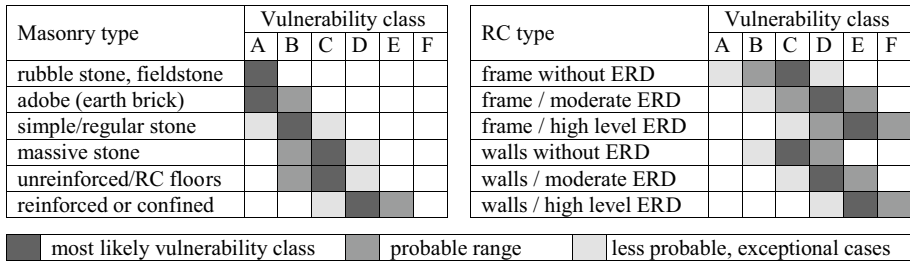 Masonry type Vulnerability class
A B C D E F
rubble stone, fieldstone
adobe (earth brick)
simple/regular stone
massive stone
unreinforced/RC floors
reinforced or confined
RC type Vulnerability class
A B C D E F
frame without ERD
frame / moderate ERD
frame / high level ERD
walls without ERD
walls / moderate ERD
walls / high level ERD
most likely vulnerability class probable range less probable, exceptional cases